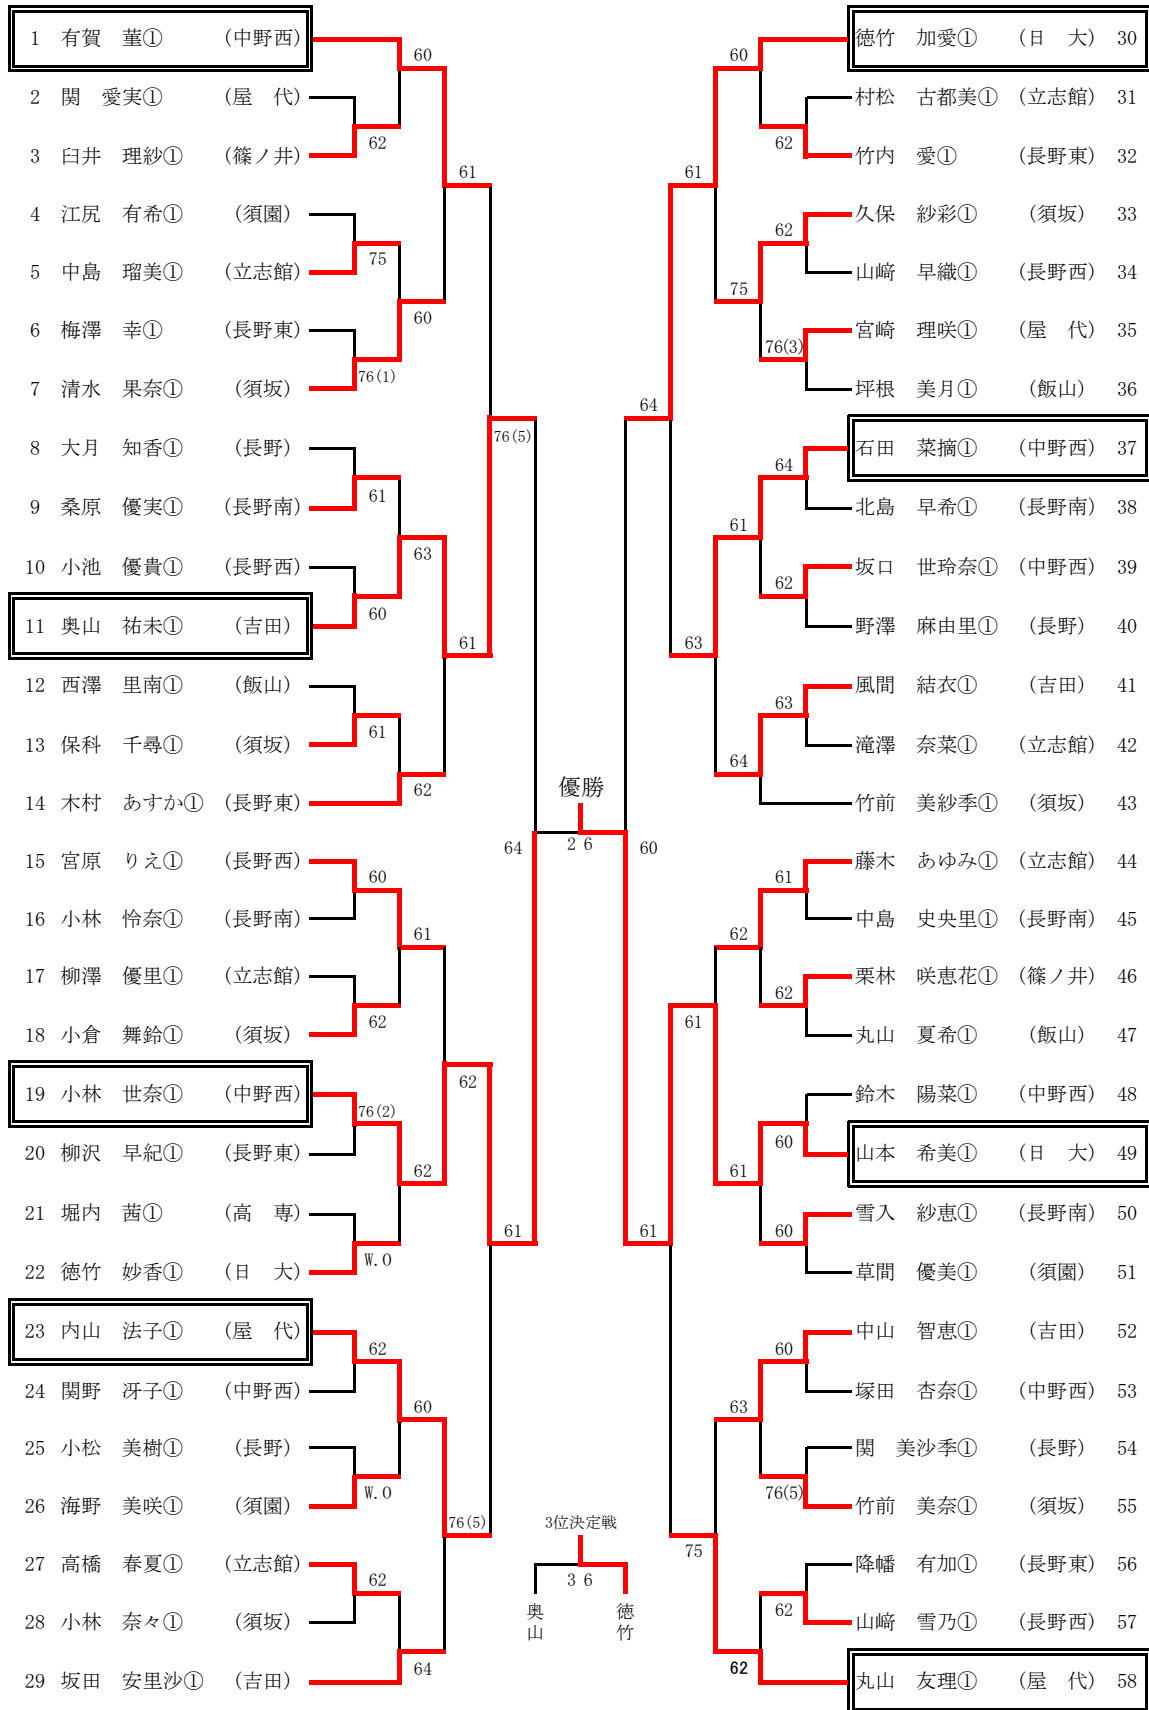 1 有賀 菫① (中野西)
2 関 愛実① (屋 代)
3 臼井 理紗① (篠ノ井)
4 江尻 有希① (須園)
5 中島 瑠美① (立志館)
6 梅澤 幸① (長野東)
7 清水 果奈① (須坂)
8 大月 知香① (長野)
9 桑原 優実① (長野南)
10 小池 優貴① (長野西)
11 奥山 祐未① (吉田)
12 西澤 里南① (飯山)
13 保科 千尋① (須坂)
14 木村 あすか① (長野東)
15 宮原 りえ① (長野西)
16 小林 怜奈① (長野南)
17 柳澤 優里① (立志館)
18 小倉 舞鈴① (須坂)
19 小林 世奈① (中野西)
20 柳沢 早紀① (長野東)
21 堀内 茜① (高 専)
22 徳竹 妙香① (日 大)
23 内山 法子① (屋 代)
24 関野 冴子① (中野西)
25 小松 美樹① (長野)
26 海野 美咲① (須園)
27 高橋 春夏① (立志館)
28 小林 奈々① (須坂)
29 坂田 安里沙① (吉田)
62
75
76(1)
61
60
61
60
62
76(2)
W.O
62
W.O
62
60
60
63
62
61
62
60
64
61
61
62
76(5)
76(5)
61
64
優勝
2 6
60
3位決定戦
3 6
奥山
徳竹
64
61
61
63
61
75
60
75
61
64
62
61
63
62
62
62
76(3)
64
62
63
61
62
60
60
60
76(5)
62
徳竹 加愛① (日 大) 30
村松 古都美① (立志館) 31
竹内 愛① (長野東) 32
久保 紗彩① (須坂) 33
山﨑 早織① (長野西) 34
宮崎 理咲① (屋 代) 35
坪根 美月① (飯山) 36
石田 菜摘① (中野西) 37
北島 早希① (長野南) 38
坂口 世玲奈① (中野西) 39
野澤 麻由里① (長野) 40
風間 結衣① (吉田) 41
滝澤 奈菜① (立志館) 42
竹前 美紗季① (須坂) 43
藤木 あゆみ① (立志館) 44
中島 史央里① (長野南) 45
栗林 咲恵花① (篠ノ井) 46
丸山 夏希① (飯山) 47
鈴木 陽菜① (中野西) 48
山本 希美① (日 大) 49
雪入 紗恵① (長野南) 50
草間 優美① (須園) 51
中山 智恵① (吉田) 52
塚田 杏奈① (中野西) 53
関 美沙季① (長野) 54
竹前 美奈① (須坂) 55
降幡 有加① (長野東) 56
山﨑 雪乃① (長野西) 57
丸山 友理① (屋 代) 58